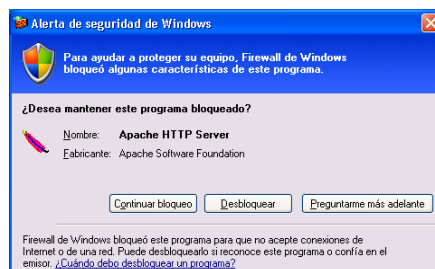 Alerta de seguridad de Windows
Para ayudar a proteger su equipo, Firewall de Windows
bloqueó algunas características de este programa.
¿Desea mantener este programa bloqueado?
Nombre: Apache HTTP Server
Fabricante: Apache Software Foundation
Continuar bloqueo Desbloquear Preguntarme más adelante
Firewall de Windows bloqueó este programa para que no acepte conexiones de
Internet o de una red. Puede desbloquearlo si reconoce este programa o confía en el
emisor. ¿Cuándo debo desbloquear un programa?